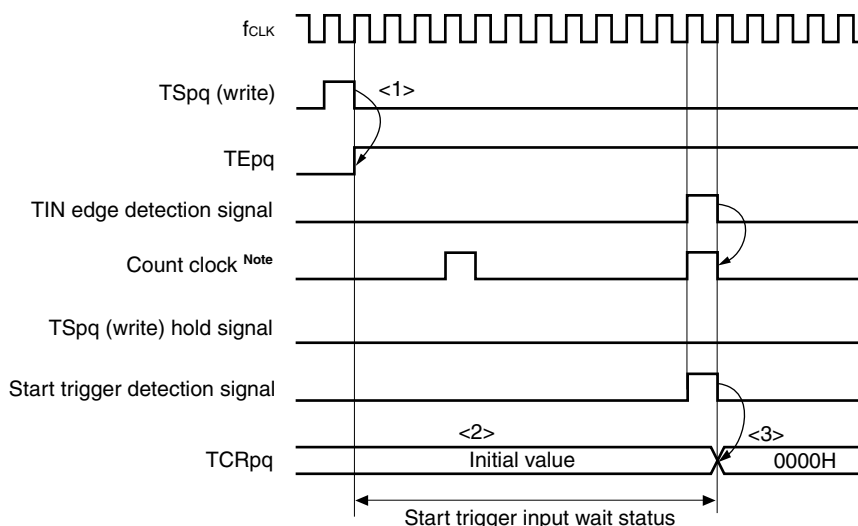 fCLK
TSpq (write)
<1>
TEpq
TIN edge detection signal
Count clock Note
TSpq (write) hold signal
Start trigger detection signal
<2>
<3>
TCRpq
Initial value
0000H
Start trigger input wait status